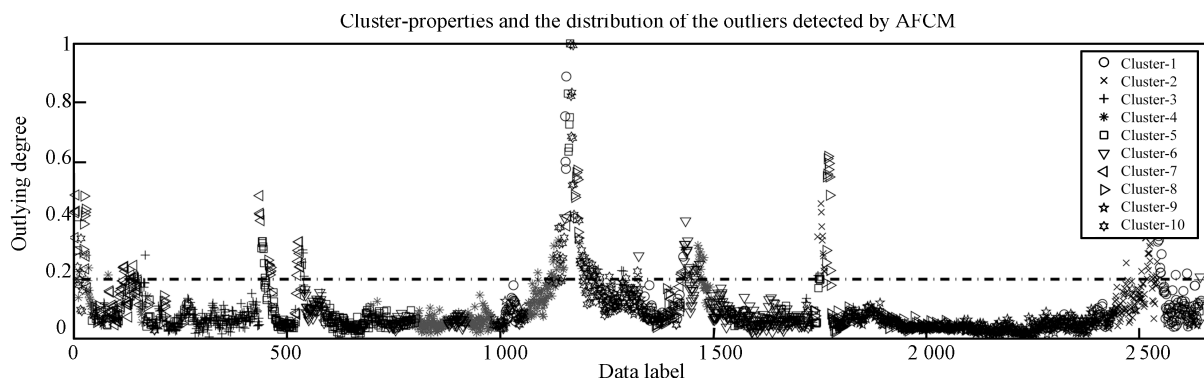 Cluster-properties and the distribution of the outliers detected by AFCM
1
0.8
0.6
0.4
0.2
0
Outlying degree
Cluster-1
Cluster-2
Cluster-3
Cluster-4
Cluster-5
Cluster-6
Cluster-7
Cluster-8
Cluster-9
Cluster-10
0
500
1 000
1 500
2 000
2 500
Data label